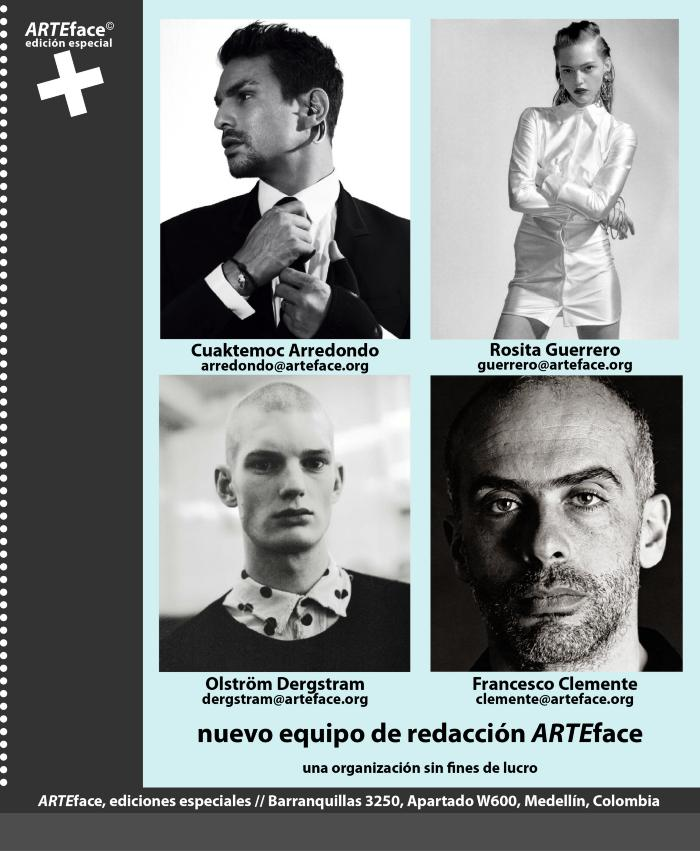 ARTEface©
edición especial
Cuaktemoc Arredondo
arredondo@arteface.org
Rosita Guerrero
guerrero@arteface.org
Olström Dergstram
dergstram@arteface.org
Francesco Clemente
clemente@arteface.org
nuevo equipo de redacción ARTEface
una organización sin fines de lucro
ARTEface, ediciones especiales // Barranquillas 3250, Apartado W600, Medellín, Colombia